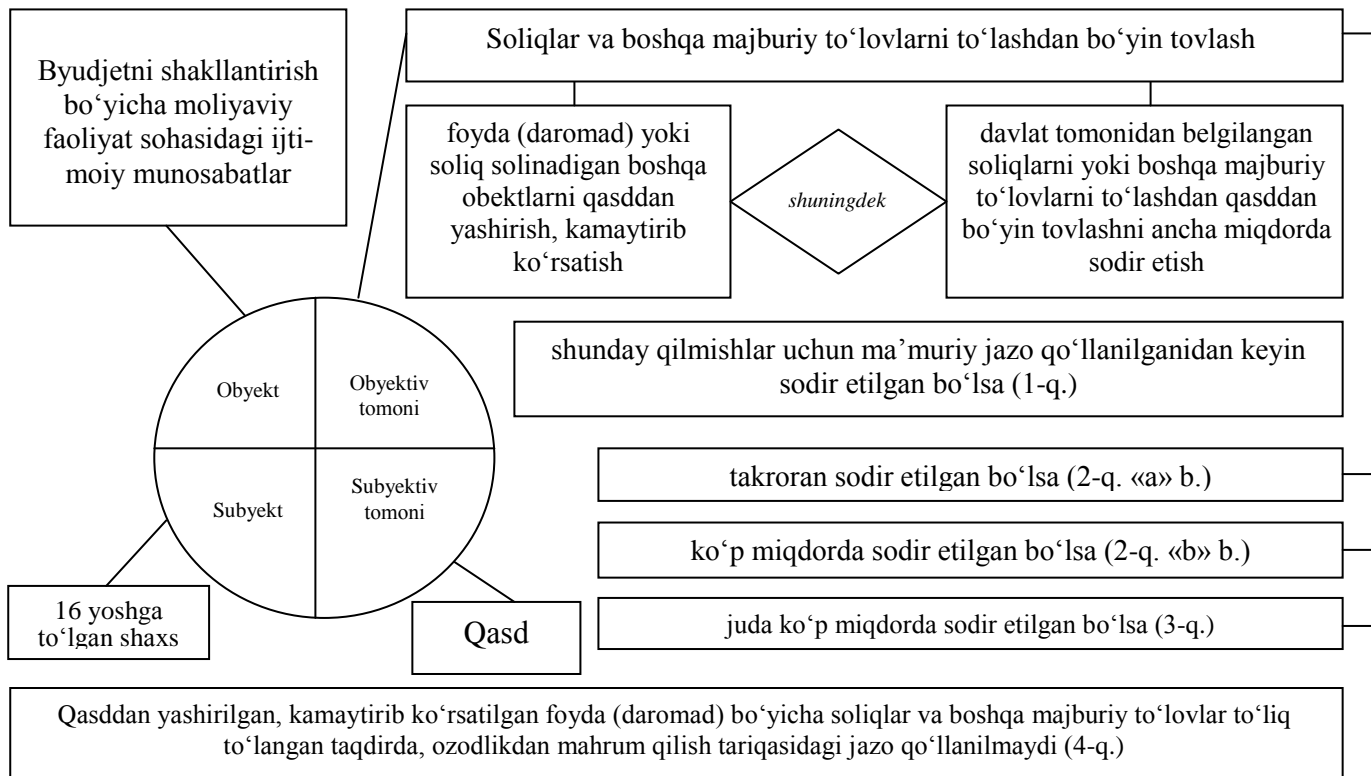 Soliqlar va boshqa majburiy to‘lovlarni to‘lashdan bo‘yin tovlash
Byudjetni shakllantirish
bo‘yicha moliyaviy
faoliyat sohasidagi ijti-
moiy munosabatlar
foyda (daromad) yoki
soliq solinadigan boshqa
obektlarni qasddan
yashirish, kamaytirib
ko‘rsatish
shuningdek
davlat tomonidan belgilangan
soliqlarni yoki boshqa majburiy
to‘lovlarni to‘lashdan qasddan
bo‘yin tovlashni ancha miqdorda
sodir etish
shunday qilmishlar uchun ma’muriy jazo qo‘llanilganidan keyin
sodir etilgan bo‘lsa (1-q.)
Obyekt
Obyektiv
tomoni
Subyekt
Subyektiv
tomoni
takroran sodir etilgan bo‘lsa (2-q. «a» b.)
ko‘p miqdorda sodir etilgan bo‘lsa (2-q. «b» b.)
16 yoshga
to‘lgan shaxs
Qasd
juda ko‘p miqdorda sodir etilgan bo‘lsa (3-q.)
Qasddan yashirilgan, kamaytirib ko‘rsatilgan foyda (daromad) bo‘yicha soliqlar va boshqa majburiy to‘lovlar to‘liq
to‘langan taqdirda, ozodlikdan mahrum qilish tariqasidagi jazo qo‘llanilmaydi (4-q.)